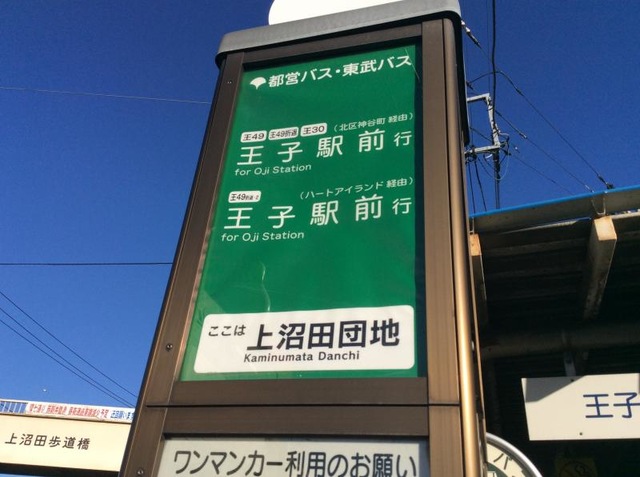 都営バス・東武バス
王49 王49折返 王30 (北区神谷町 経由)
王子駅前行
for Oji Station
王49折返-2 (ハートアイランド 経由)
王子駅前行
for Oji Station
ここは 上沼田団地
Kaminumata Danchi
ワンマンカー利用のお願い
上沼田歩道橋
王子